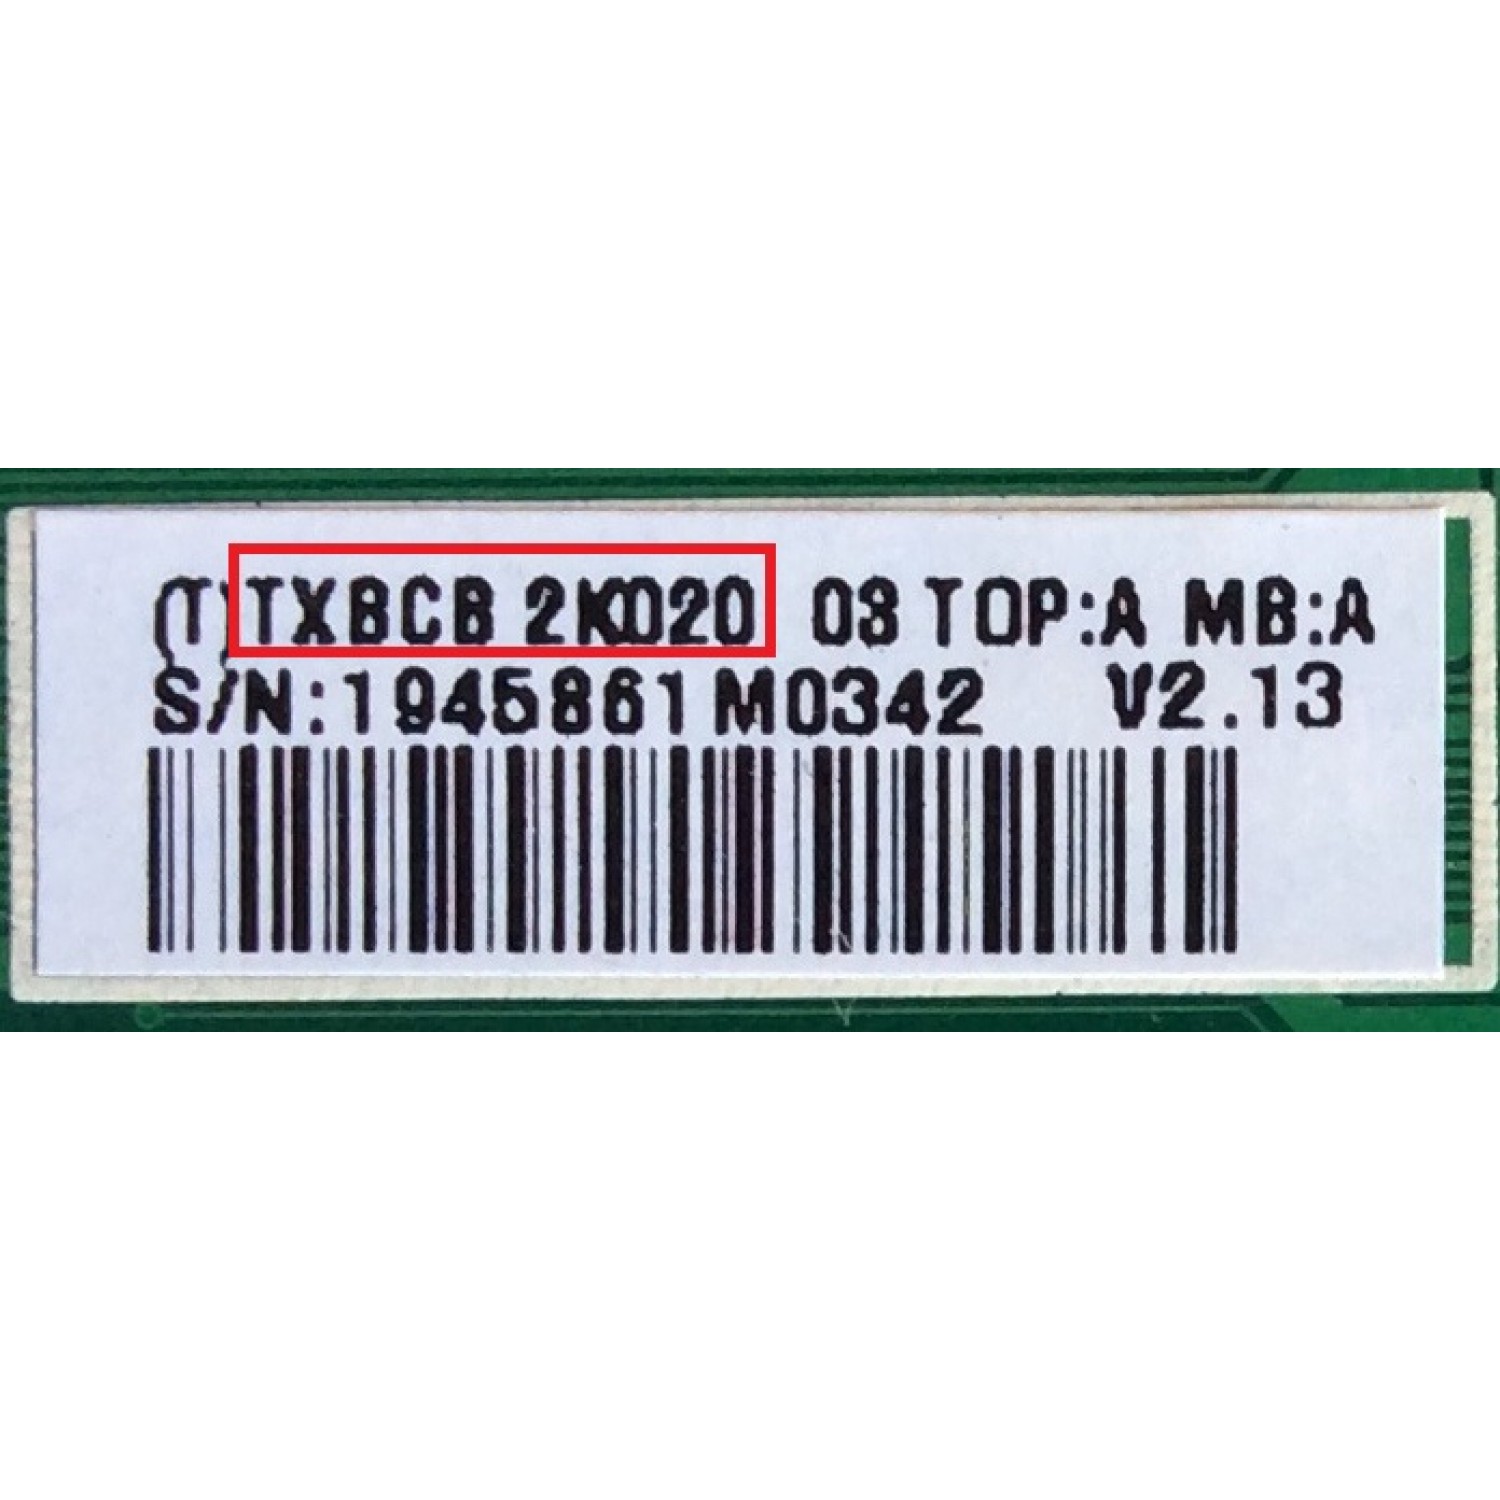 (T)TXBCB 2K020 03 TOP:A MB:A
S/N:1945861M0342 V2.13